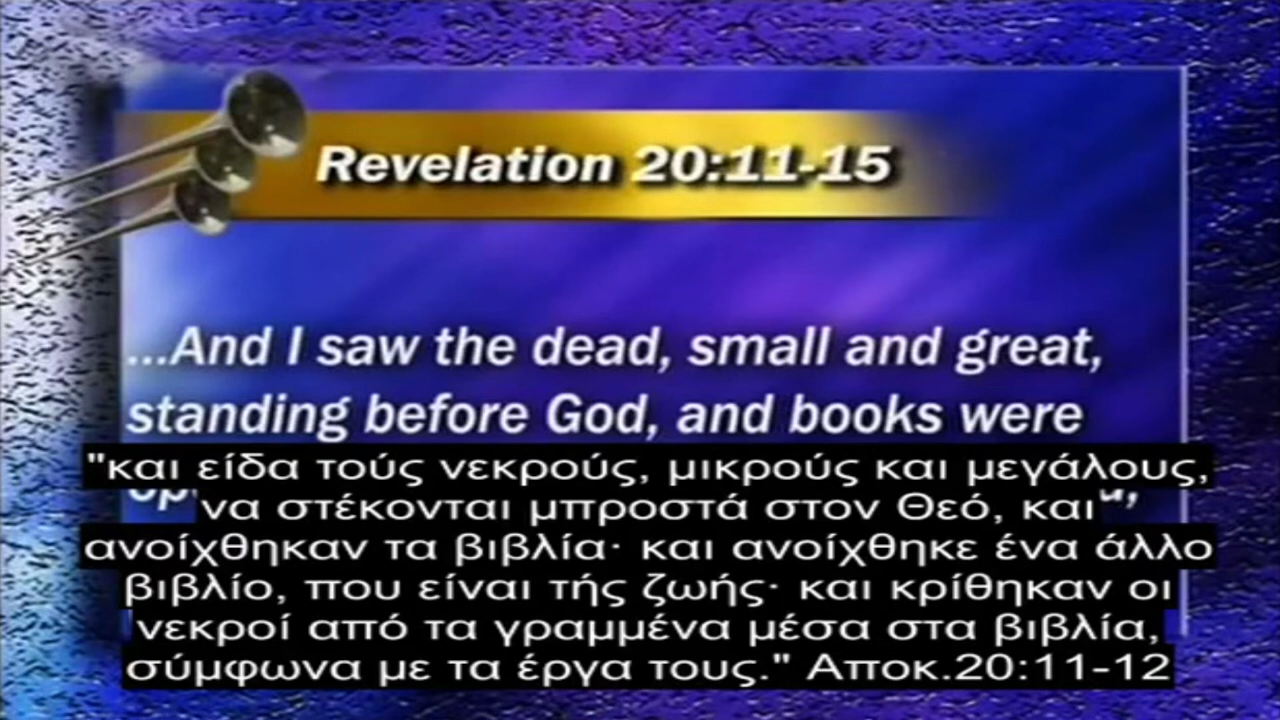 Revelation 20:11-15
...And I saw the dead, small and great,
standing before God, and books were
"και είδα τούς νεκρούς, μικρούς και μεγάλους,
να στέκονται μπροστά στον Θεό, και
ανοίχθηκαν τα βιβλία· και ανοίχθηκε ένα άλλο
βιβλίο, που είναι τής ζωής· και κρίθηκαν οι
νεκροί από τα γραμμένα μέσα στα βιβλία,
σύμφωνα με τα έργα τους." Αποκ.20:11-12